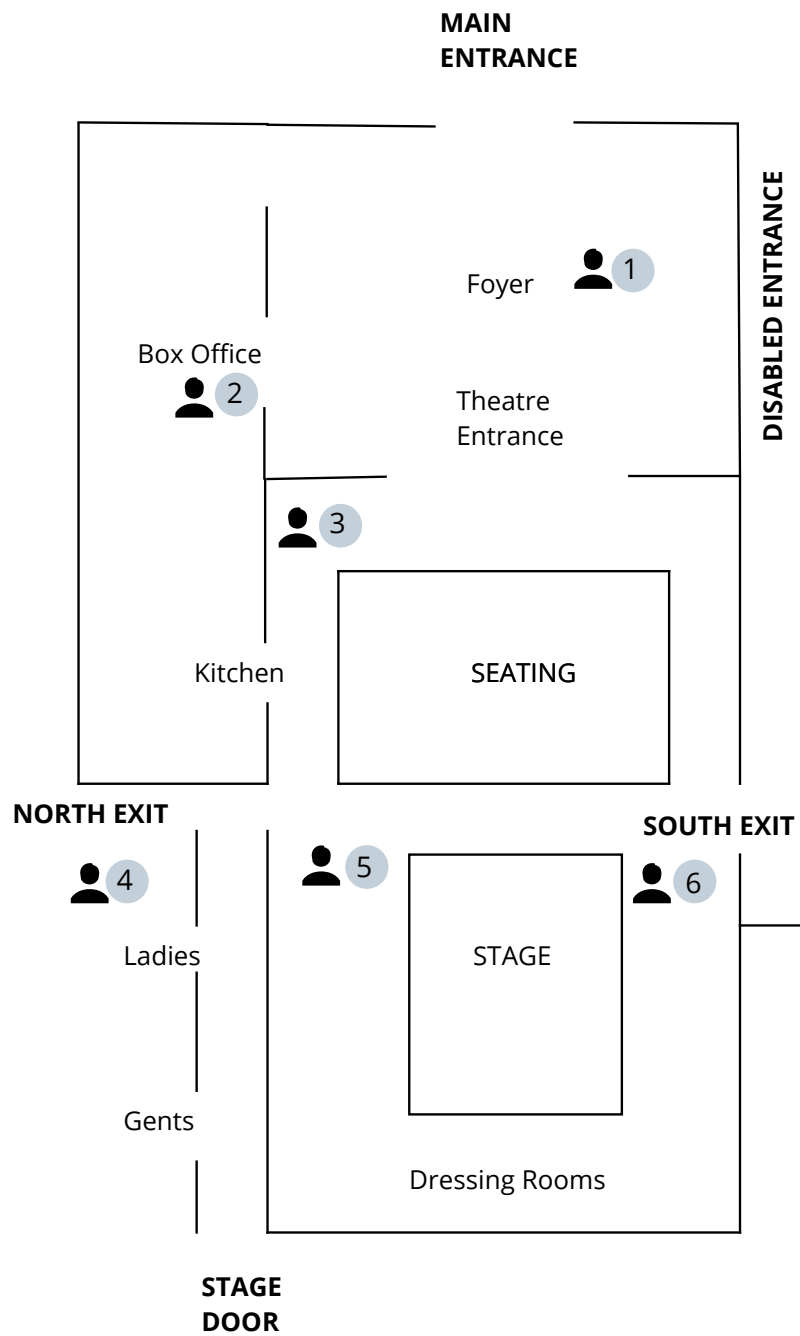 MAIN
ENTRANCE
DISABLED ENTRANCE
Foyer
1
Box Office
2
Theatre
Entrance
3
Kitchen
SEATING
NORTH EXIT
SOUTH EXIT
4
5
6
Ladies
STAGE
Gents
Dressing Rooms
STAGE
DOOR